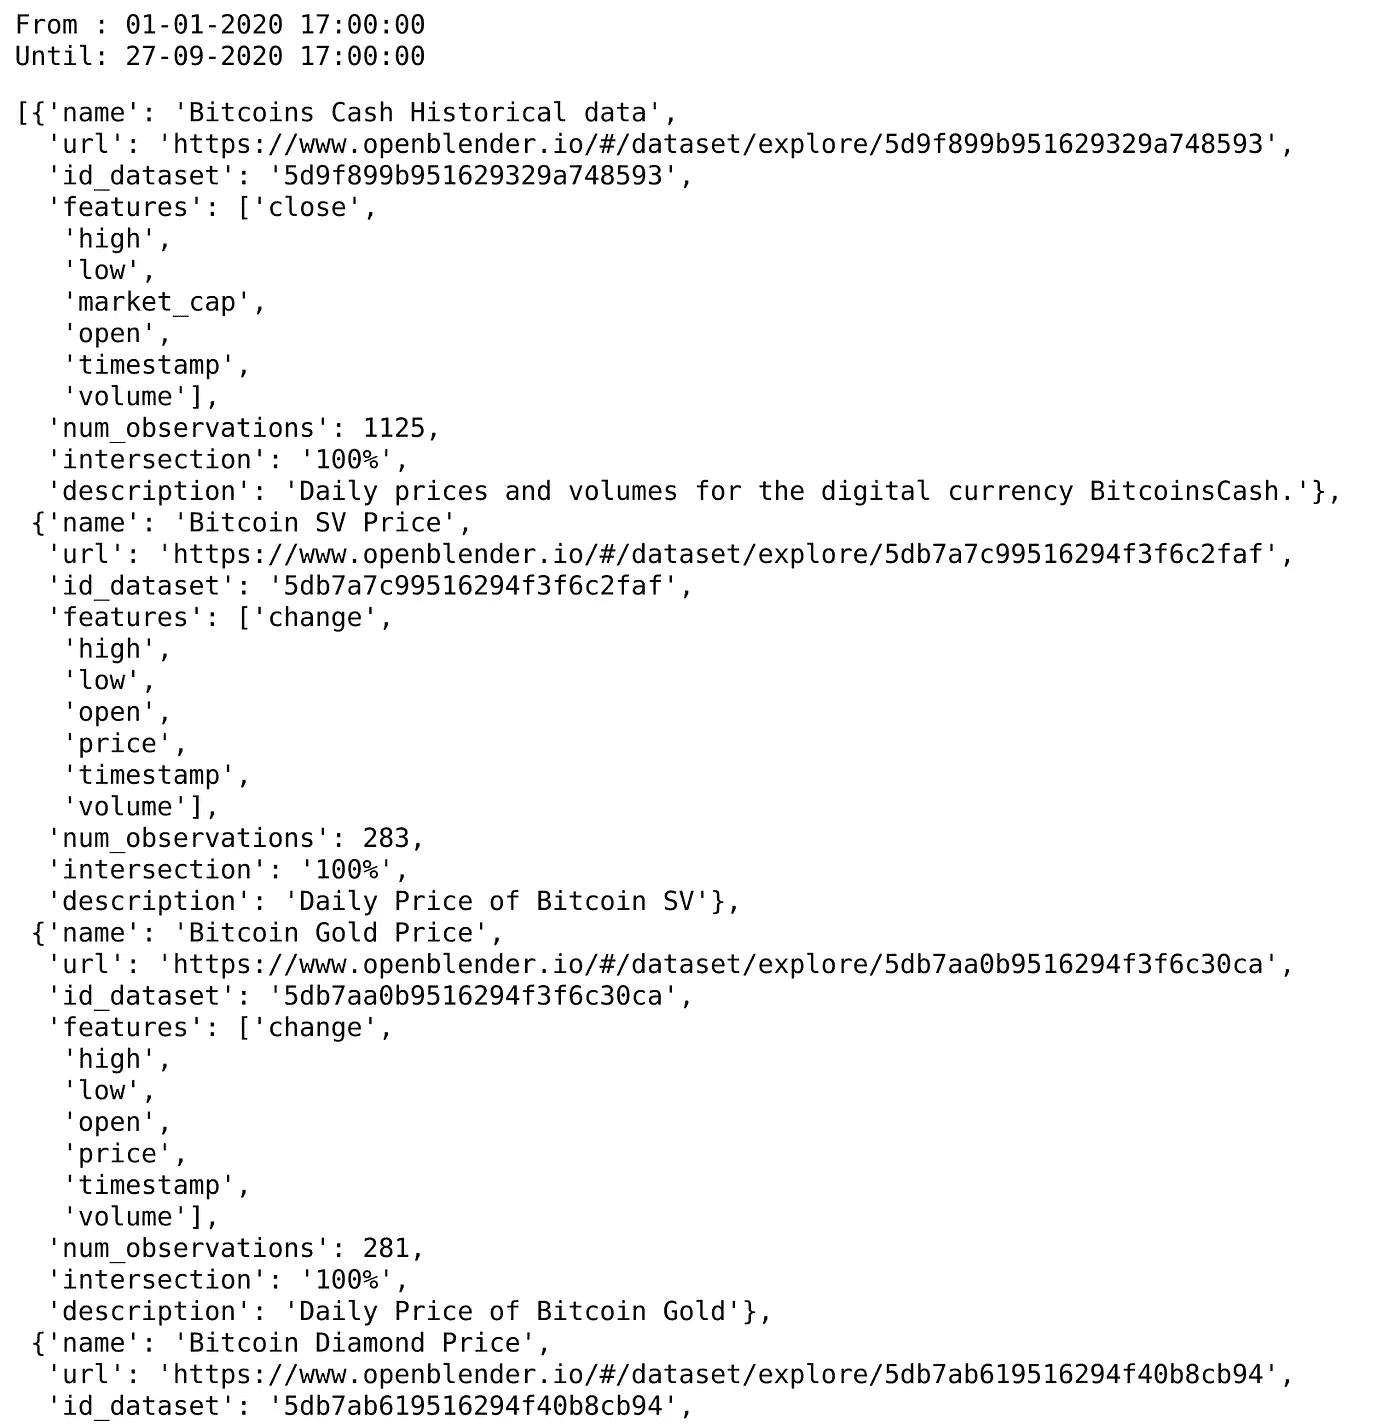 From : 01-01-2020 17:00:00
Until: 27-09-2020 17:00:00
[{'name': 'Bitcoins Cash Historical data',
'url': 'https://www.openblender.io/#/dataset/explore/5d9f899b951629329a748593',
'id_dataset': '5d9f899b951629329a748593',
'features': ['close',
'high',
'low',
'market_cap',
'open',
'timestamp',
'volume'],
'num_observations': 1125,
'intersection': '100%',
'description': 'Daily prices and volumes for the digital currency BitcoinsCash.'},
{'name': 'Bitcoin SV Price',
'url': 'https://www.openblender.io/#/dataset/explore/5db7a7c99516294f3f6c2faf',
'id_dataset': '5db7a7c99516294f3f6c2faf',
'features': ['change',
'high',
'low',
'open',
'price',
'timestamp',
'volume'],
'num_observations': 283,
'intersection': '100%',
'description': 'Daily Price of Bitcoin SV'},
{'name': 'Bitcoin Gold Price',
'url': 'https://www.openblender.io/#/dataset/explore/5db7aa0b9516294f3f6c30ca',
'id_dataset': '5db7aa0b9516294f3f6c30ca',
'features': ['change',
'high',
'low',
'open',
'price',
'timestamp',
'volume'],
'num_observations': 281,
'intersection': '100%',
'description': 'Daily Price of Bitcoin Gold'},
{'name': 'Bitcoin Diamond Price',
'url': 'https://www.openblender.io/#/dataset/explore/5db7ab619516294f40b8cb94',
'id_dataset': '5db7ab619516294f40b8cb94',